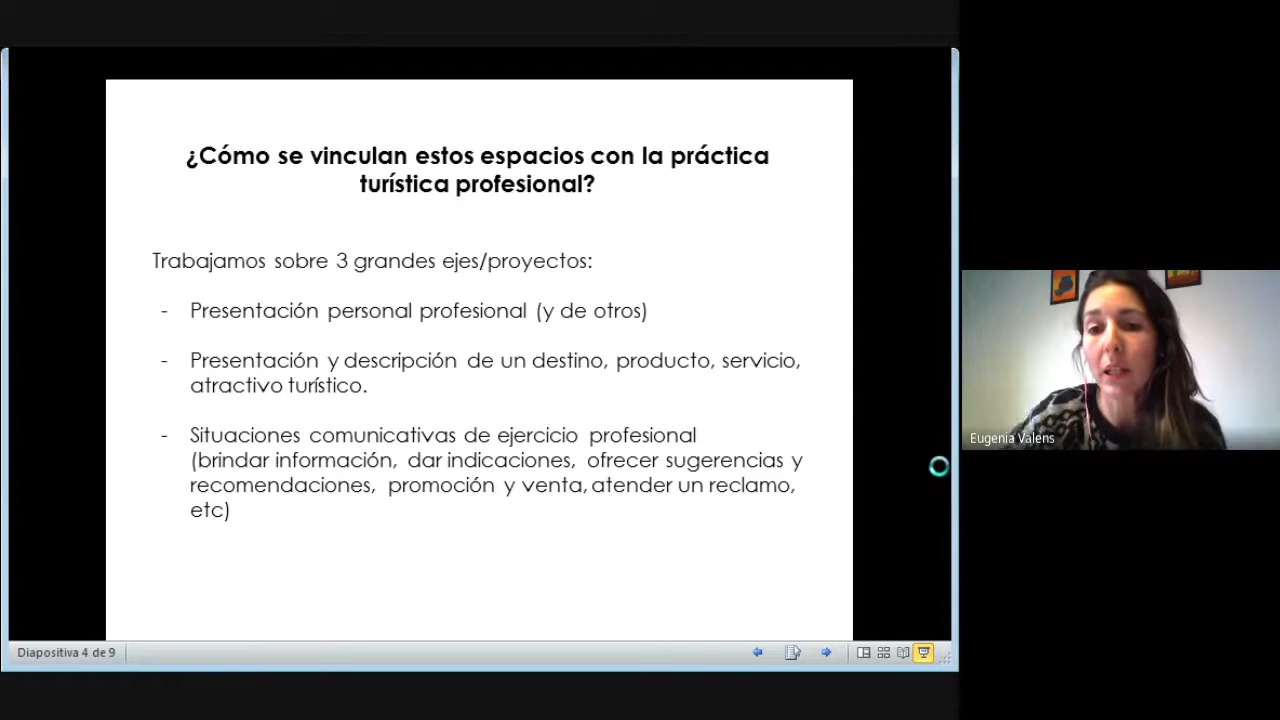 ¿Cómo se vinculan estos espacios con la práctica
turística profesional?
Trabajamos sobre 3 grandes ejes/proyectos:
- Presentación personal profesional (y de otros)
- Presentación y descripción de un destino, producto, servicio,
atractivo turístico.
- Situaciones comunicativas de ejercicio profesional
(brindar información, dar indicaciones, ofrecer sugerencias y
recomendaciones, promoción y venta, atender un reclamo,
etc)
Eugenia Valens
Diapositiva 4 de 9